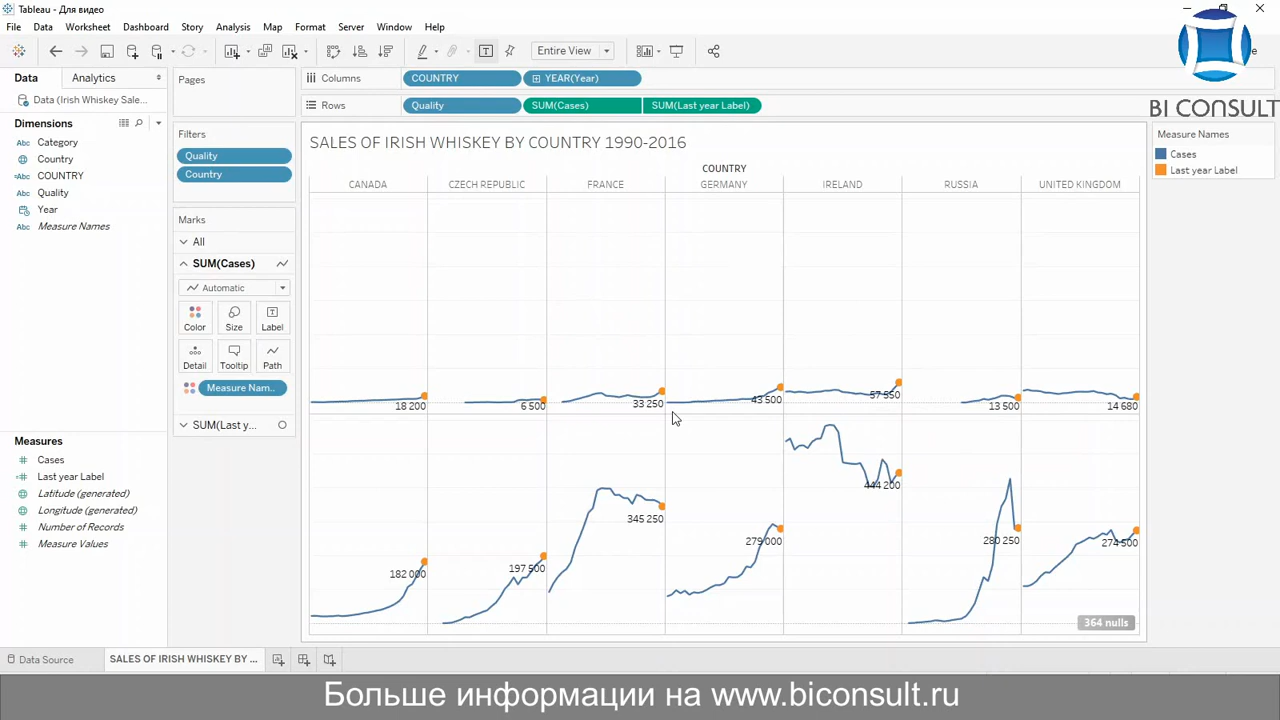 Tableau - Для видео
File Data Worksheet Dashboard Story Analysis Map Format Server Window Help
Entire View
BI CONSULT
Data Analytics
Data (Irish Whiskey Sale...
Dimensions
Abc Category
Country
Abc COUNTRY
Abc Quality
Year
Abc Measure Names
Measures
Cases
Last year Label
Latitude (generated)
Longitude (generated)
Number of Records
Measure Values
Pages
Filters
Quality
Country
Marks
All
SUM(Cases)
Automatic
Color Size Label
Detail Tooltip Path
Measure Nam..
SUM(Last y...
Columns COUNTRY YEAR(Year)
Rows Quality SUM(Cases) SUM(Last year Label)
SALES OF IRISH WHISKEY BY COUNTRY 1990-2016
COUNTRY
CANADA CZECH REPUBLIC FRANCE GERMANY IRELAND RUSSIA UNITED KINGDOM
18 200 6 500 33 250 43 500 57 550 13 500 14 680
182 000 197 500 345 250 279 000 444 200 280 250 274 500
364 nulls
Measure Names
Cases
Last year Label
Data Source SALES OF IRISH WHISKEY BY ...
Больше информации на www.biconsult.ru